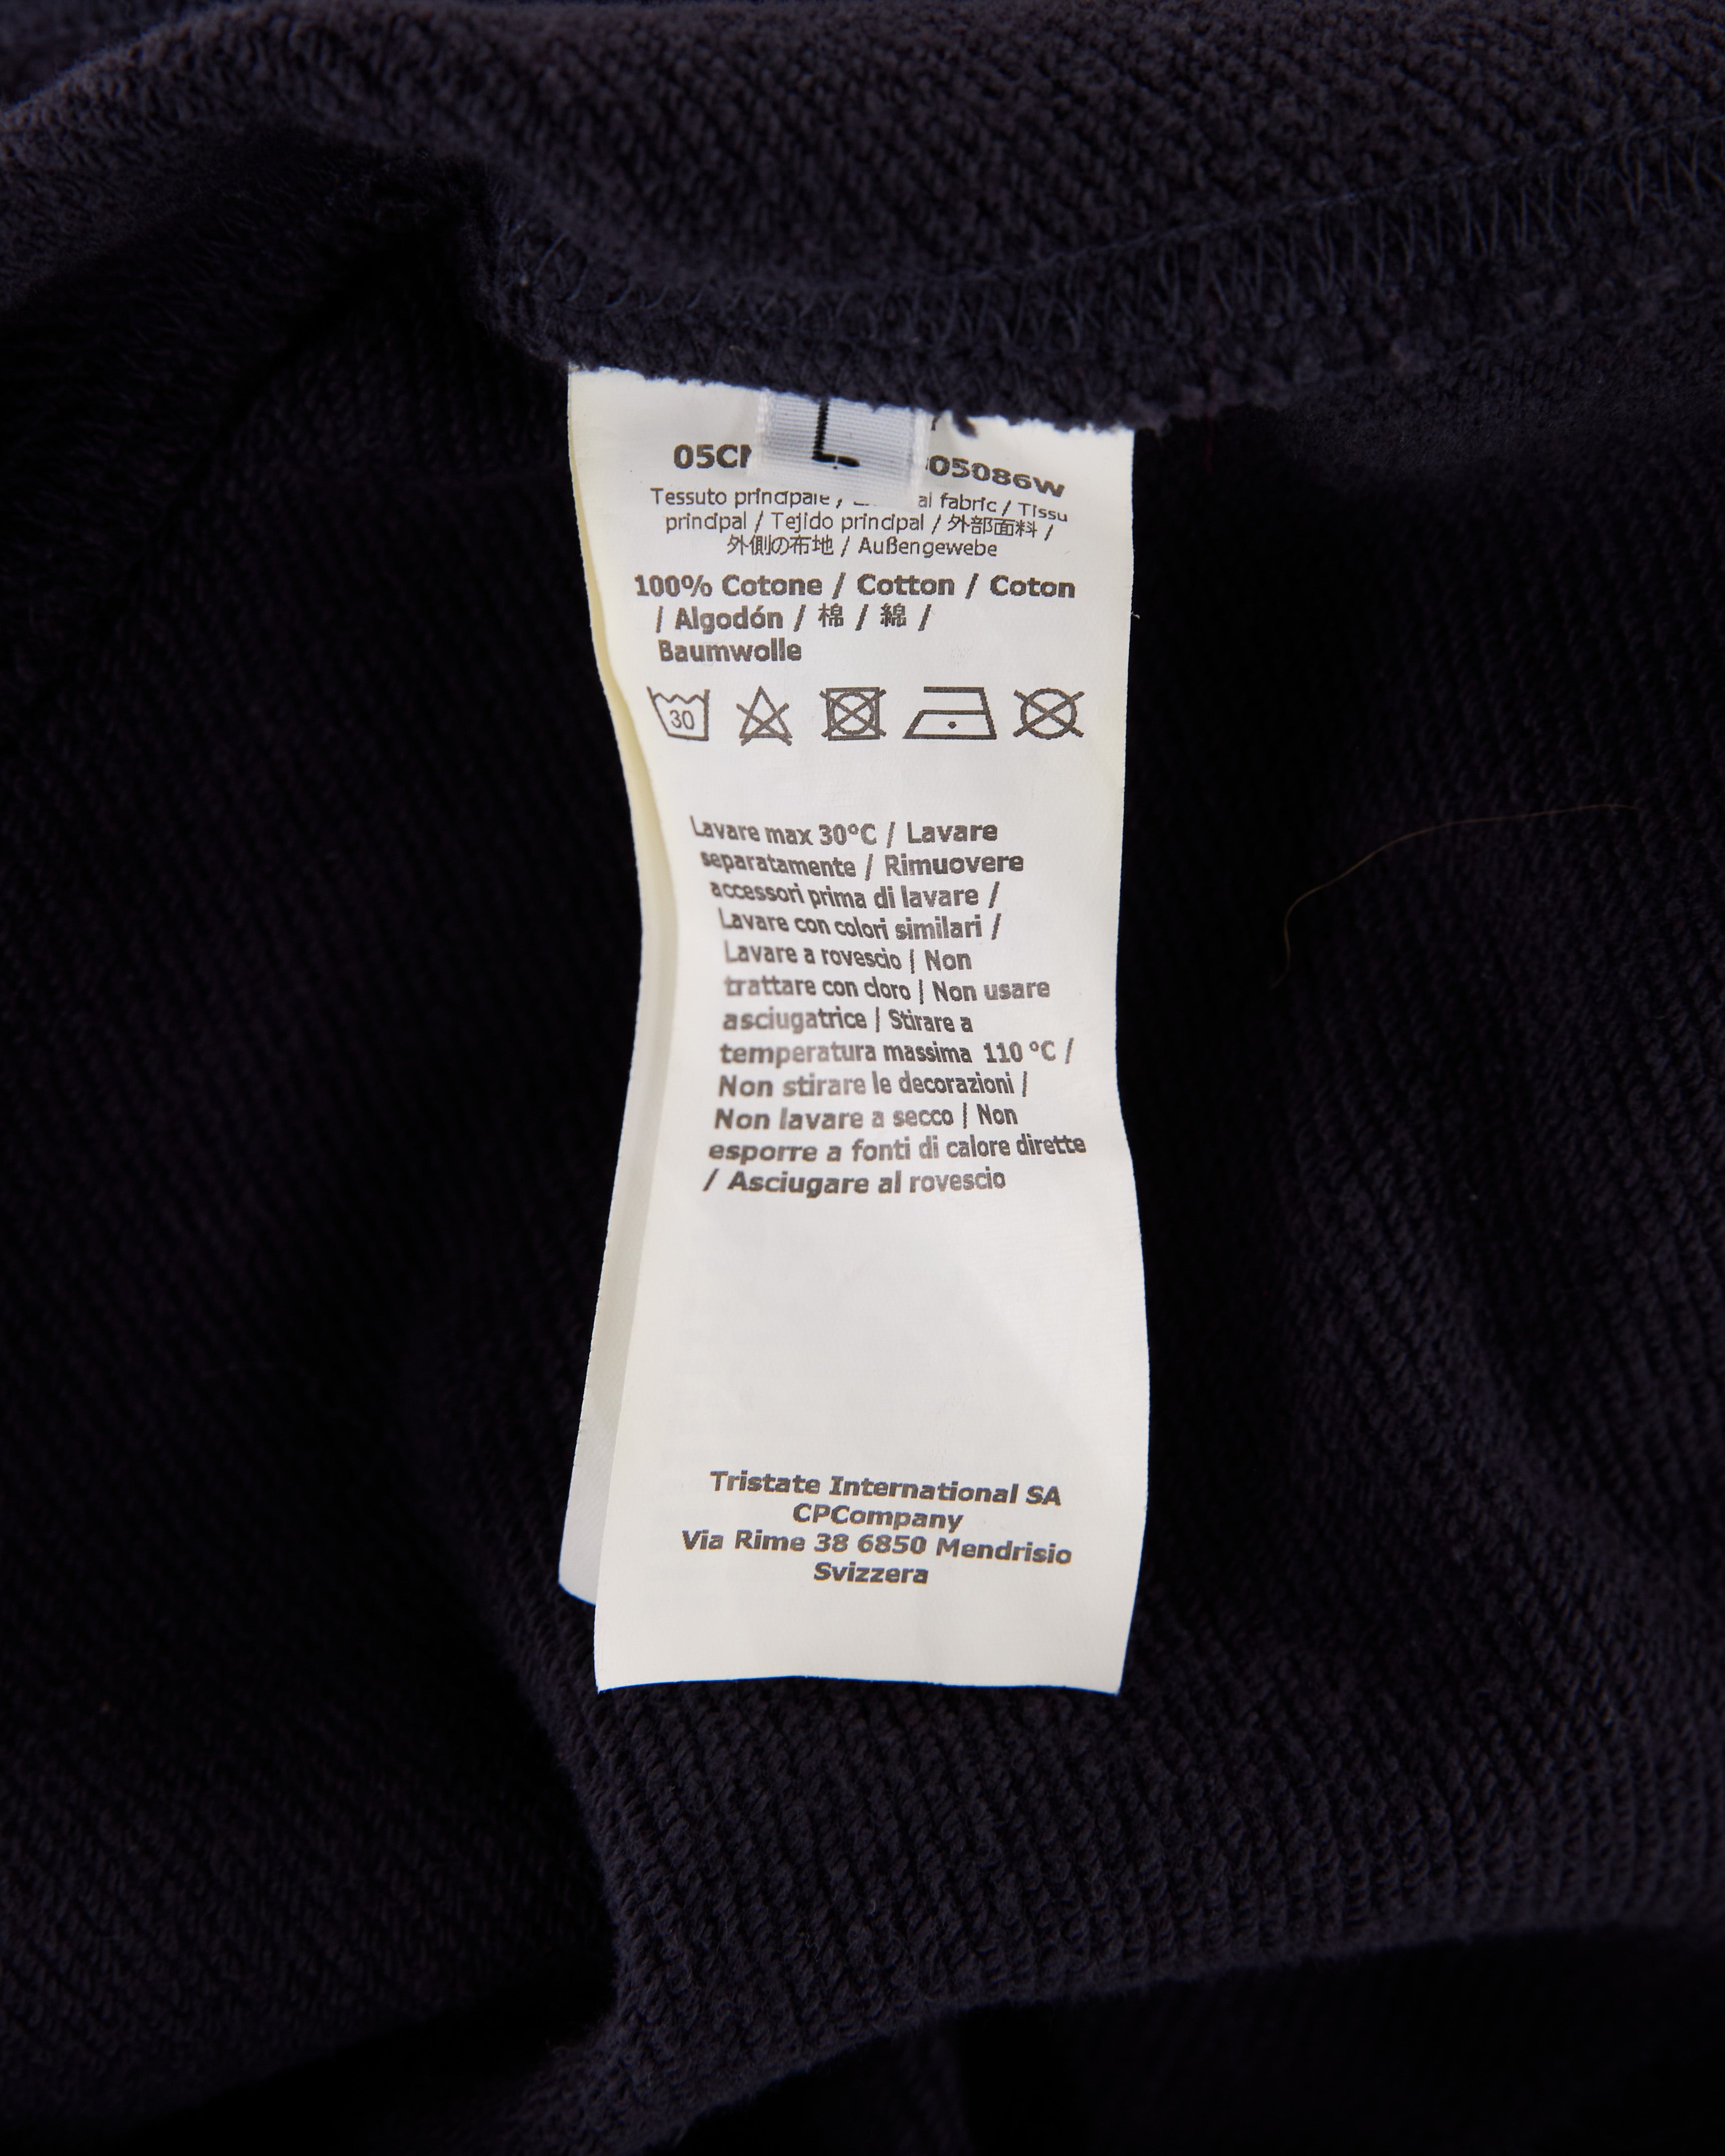 L
05086W
Tessuto principale / fabric / Tissu
principal / Tejido principal / 外部面料 /
外側の布地 / Außengewebe
100% Cotone / Cotton / Coton
/ Algodón / 棉 / 綿 /
Baumwolle
30
Lavare max 30°C / Lavare
separatamente / Rimuovere
accessori prima di lavare /
Lavare con colori similari /
Lavare a rovescio / Non
trattare con cloro / Non usare
asciugatrice / Stirare a
temperatura massima 110 °C /
Non stirare le decorazioni /
Non lavare a secco / Non
esporre a fonti di calore dirette
/ Asciugare al rovescio
Tristate International SA
CPCompany
Via Rime 38 6850 Mendrisio
Svizzera